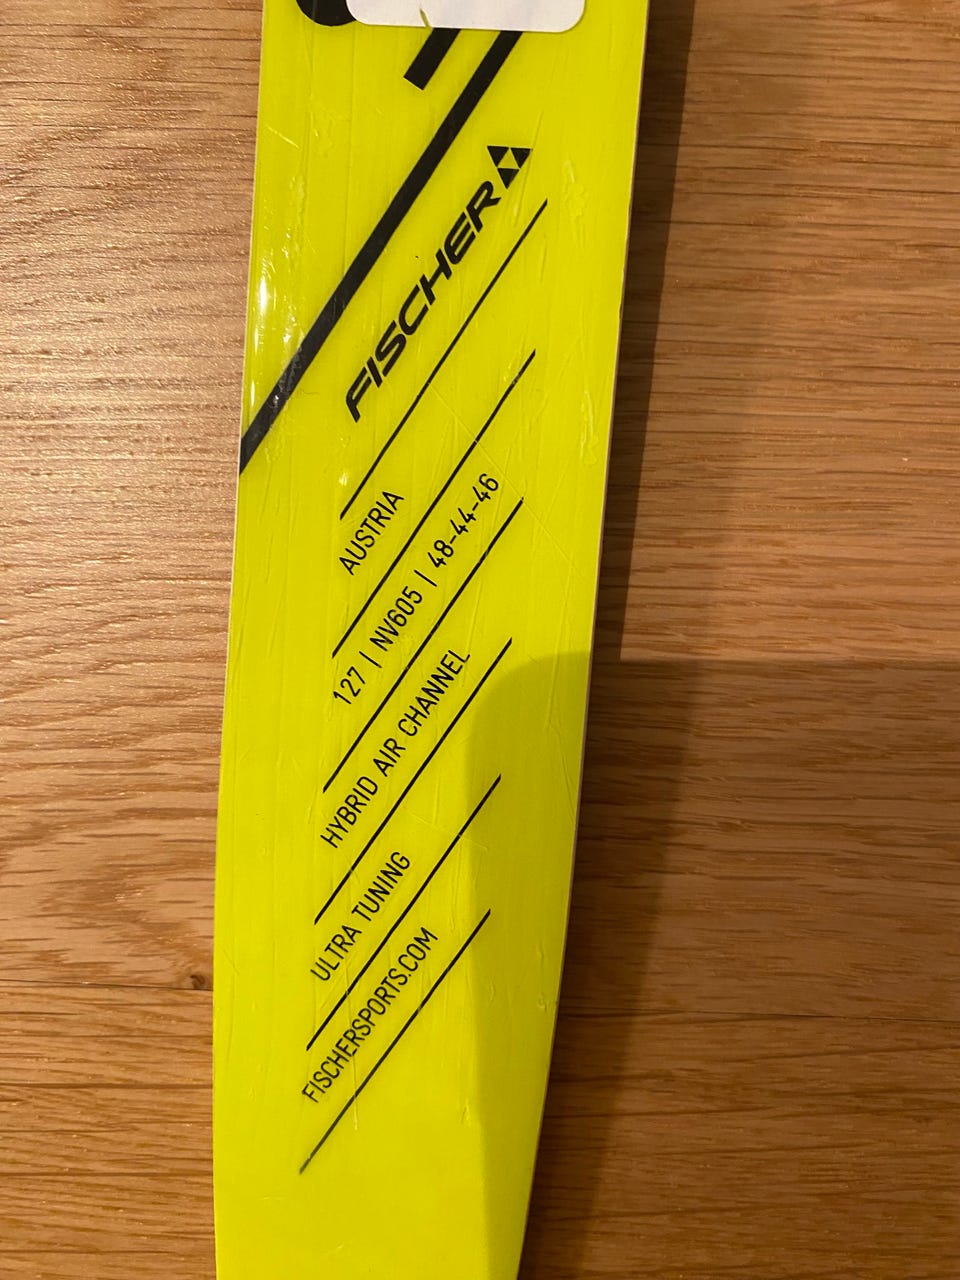 FISCHER
AUSTRIA
127 | NV605 | 48-44-46
HYBRID AIR CHANNEL
ULTRA TUNING
FISCHERSPORTS.COM